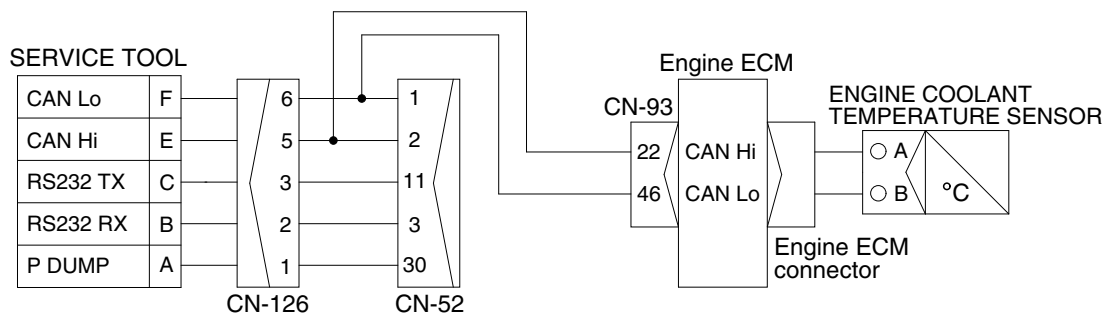 SERVICE TOOL
CAN Lo F 6 1
CAN Hi E 5 2
RS232 TX C 3 11
RS232 RX B 2 3
P DUMP A 1 30
CN-126 CN-52
Engine ECM
CN-93
22 CAN Hi
46 CAN Lo
Engine ECM
connector
ENGINE COOLANT
TEMPERATURE SENSOR
A
B °C